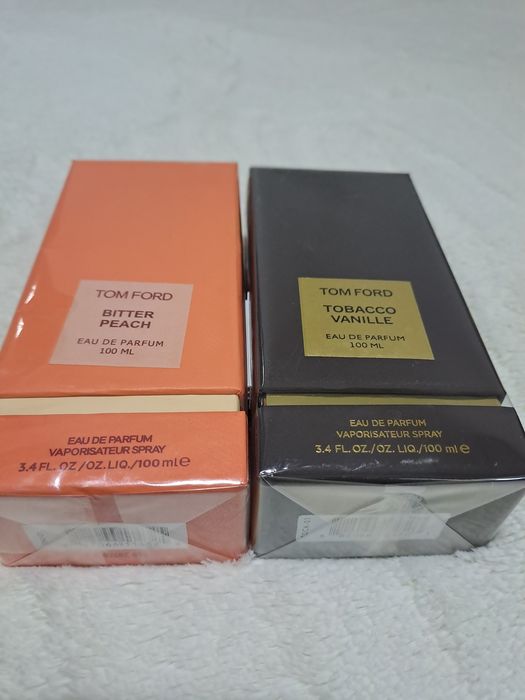 TOM FORD
BITTER
PEACH
EAU DE PARFUM
100 ML
EAU DE PARFUM
VAPORISATEUR SPRAY
3.4 FL.OZ/OZ.LIQ./100 ml ℮
TOM FORD
TOBACCO
VANILLE
EAU DE PARFUM
100 ML
EAU DE PARFUM
VAPORISATEUR SPRAY
3.4 FL.OZ./OZ.LIQ./100 ml ℮